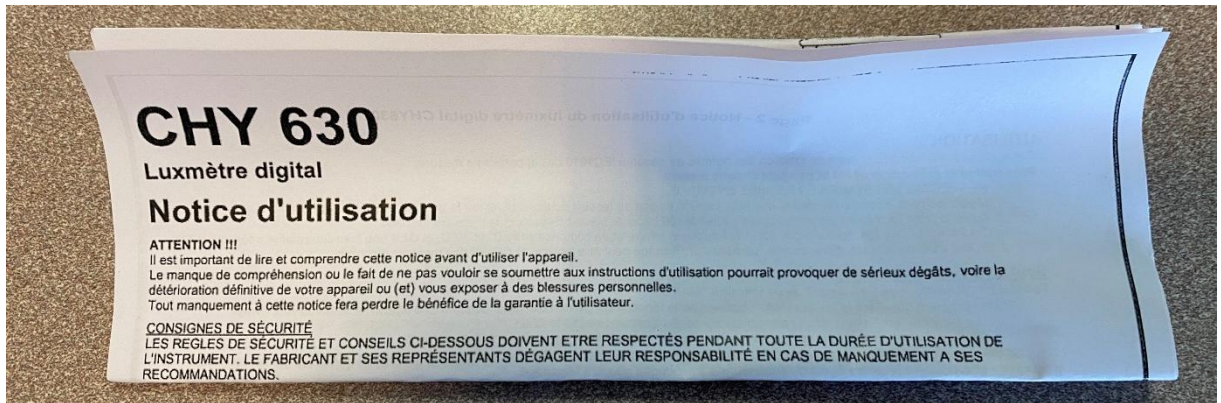 CHY 630
Luxmètre digital
Notice d'utilisation
ATTENTION !!!
Il est important de lire et comprendre cette notice avant d'utiliser l'appareil.
Le manque de compréhension ou le fait de ne pas vouloir se soumettre aux instructions d'utilisation pourrait provoquer de sérieux dégâts, voire la
détérioration définitive de votre appareil ou (et) vous exposer à des blessures personnelles.
Tout manquement à cette notice fera perdre le bénéfice de la garantie à l'utilisateur.
CONSIGNES DE SÉCURITÉ
LES REGLES DE SÉCURITÉ ET CONSEILS CI-DESSOUS DOIVENT ETRE RESPECTÉS PENDANT TOUTE LA DURÉE D'UTILISATION DE
L'INSTRUMENT. LE FABRICANT ET SES REPRÉSENTANTS DÉGAGENT LEUR RESPONSABILITÉ EN CAS DE MANQUEMENT A SES
RECOMMANDATIONS.